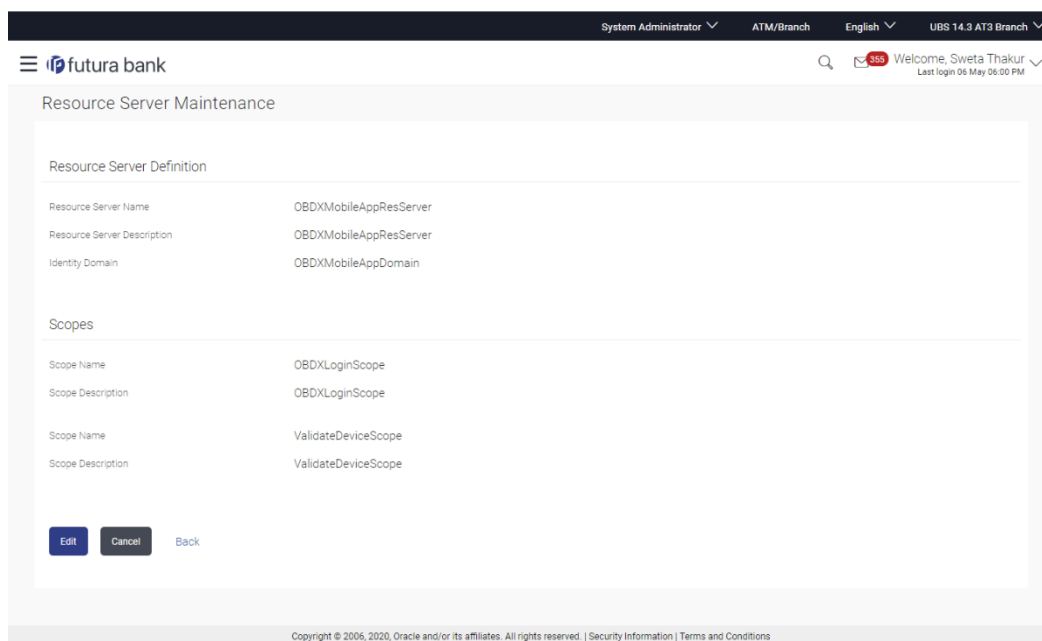 System Administrator ATM/Branch English UBS 14.3 AT3 Branch
futura bank 355 Welcome, Sweta Thakur
Last login 06 May 06:00 PM
Resource Server Maintenance
Resource Server Definition
Resource Server Name OBDXMobileAppResServer
Resource Server Description OBDXMobileAppResServer
Identity Domain OBDXMobileAppDomain
Scopes
Scope Name OBDXLoginScope
Scope Description OBDXLoginScope
Scope Name ValidateDeviceScope
Scope Description ValidateDeviceScope
Edit Cancel Back
Copyright © 2006, 2020, Oracle and/or its affiliates. All rights reserved. | Security Information | Terms and Conditions